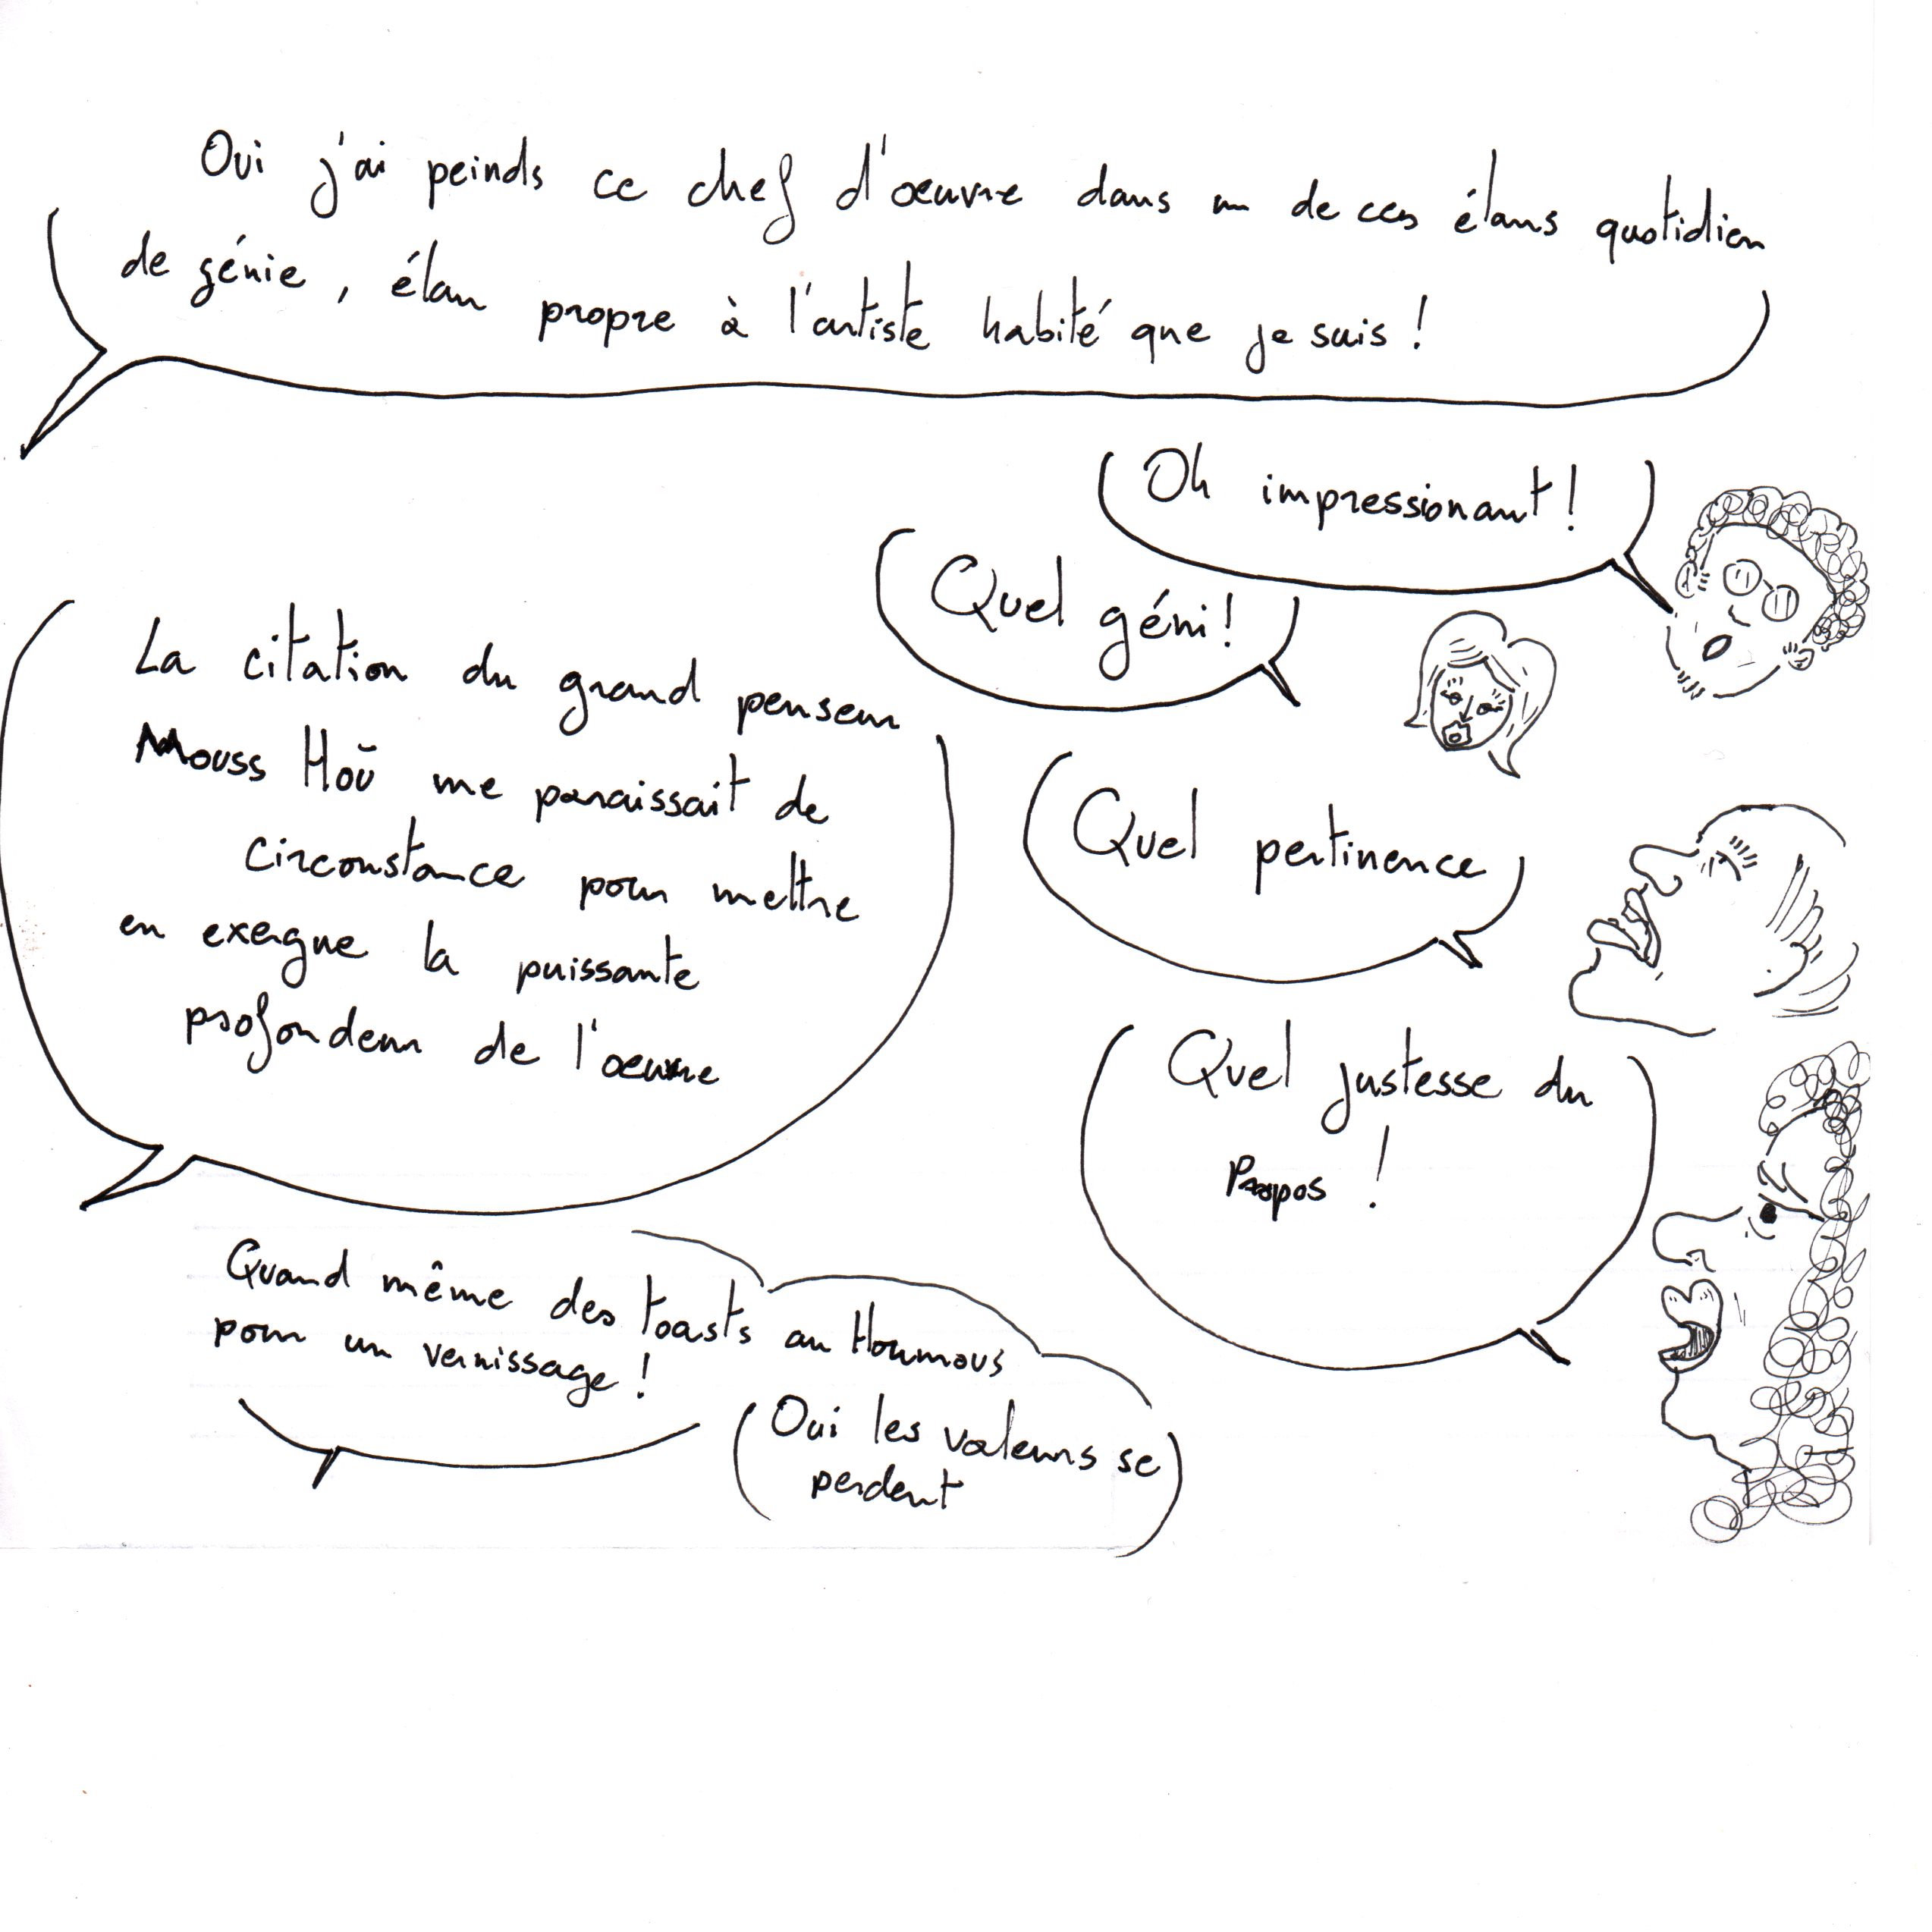 Oui j'ai peinds ce chef d'œuvre dans un de ces élans quotidien
de génie, élan propre à l'artiste habité que je suis !
Oh impressionant !
Quel géni !
La citation du grand penseur
Mouss Hoŭ me paraissait de
circonstance pour mettre
en exergue la puissante
profondeur de l'œuvre
Quel pertinence
Quel justesse du
Propos !
Quand même des toasts au Houmous
pour un vernissage !
Oui les valeurs se
perdent